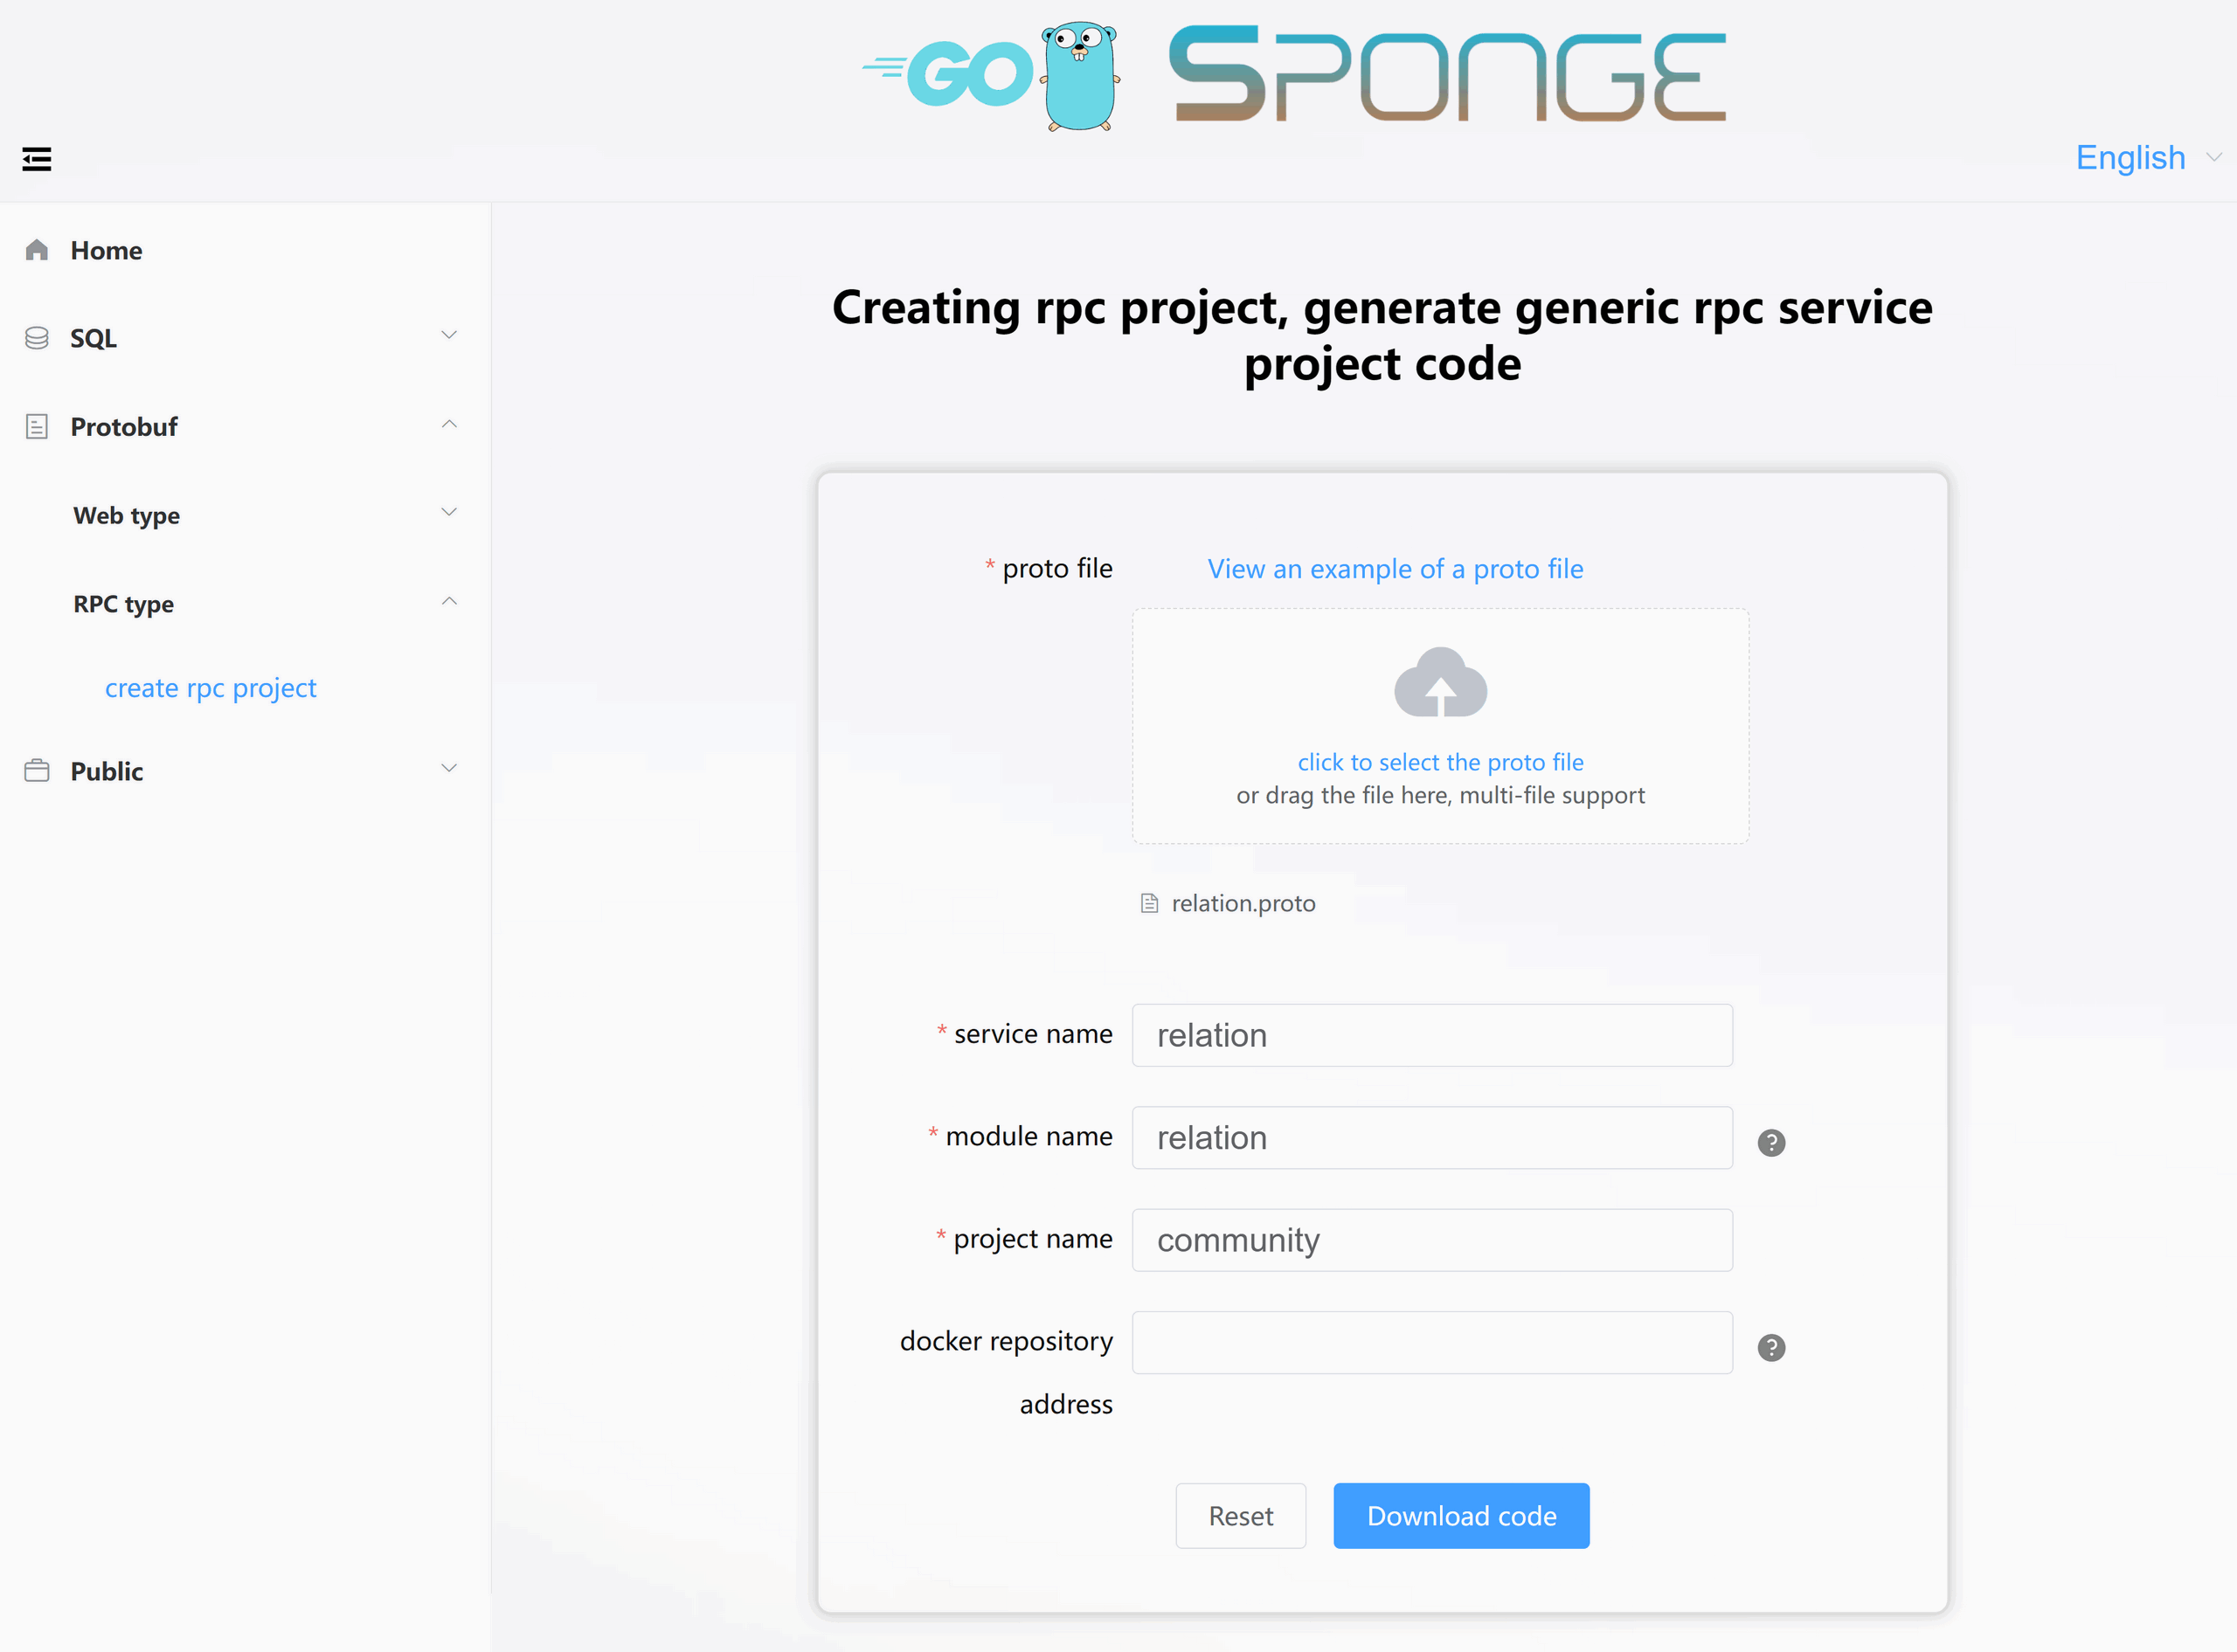 GO SPONGE
English
Home
SQL
Protobuf
Web type
RPC type
create rpc project
Public
Creating rpc project, generate generic rpc service
project code
* proto file
View an example of a proto file
click to select the proto file
or drag the file here, multi-file support
relation.proto
* service name
relation
* module name
relation
?
* project name
community
docker repository
address
?
Reset
Download code